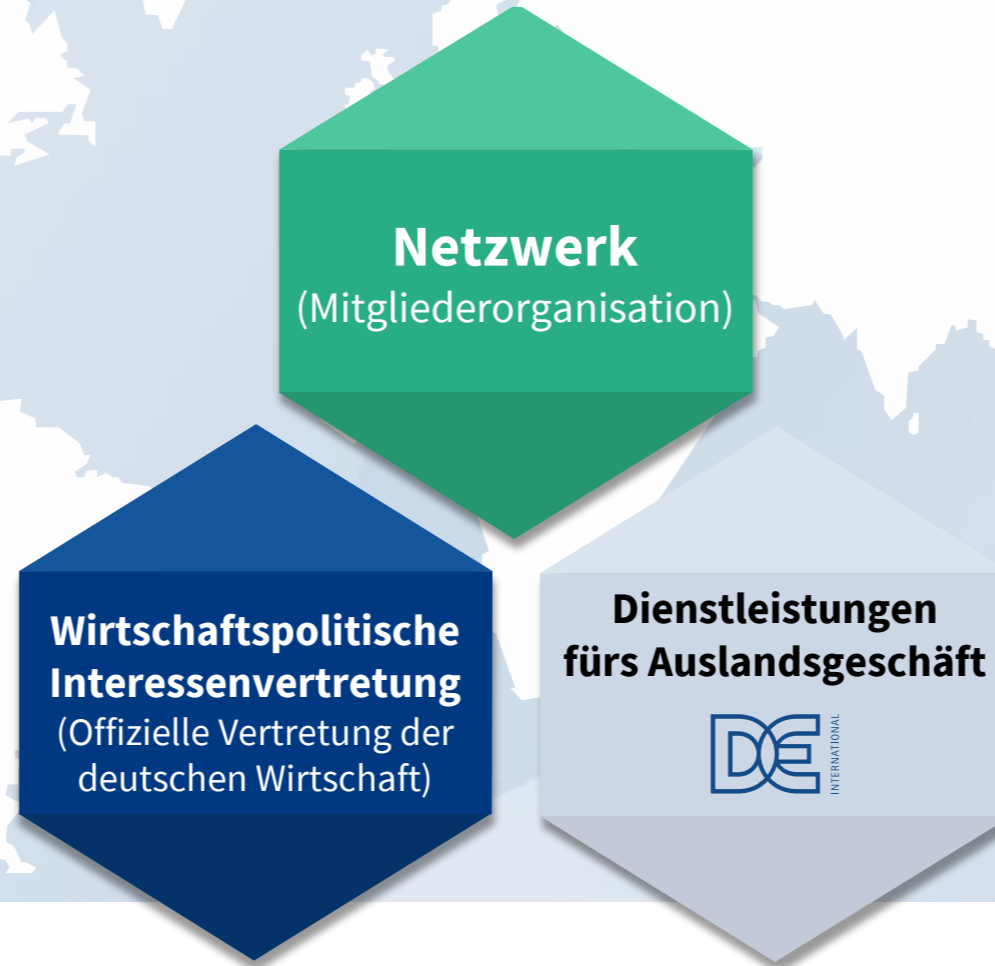 Netzwerk
(Mitgliederorganisation)
Wirtschaftspolitische
Interessenvertretung
(Offizielle Vertretung der
deutschen Wirtschaft)
Dienstleistungen
fürs Auslandsgeschäft
DE
INTERNATIONAL